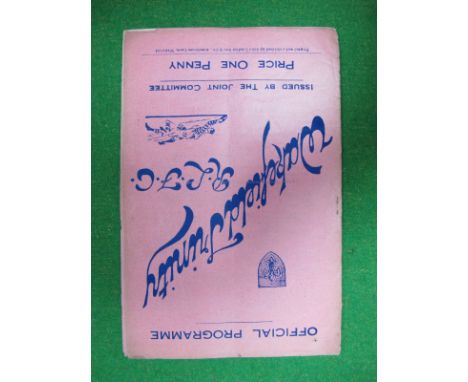 OFFICIAL PROGRAMME
Wakefield Trinity
R.L.F.C.
ISSUED BY THE JOINT COMMITTEE
PRICE ONE PENNY